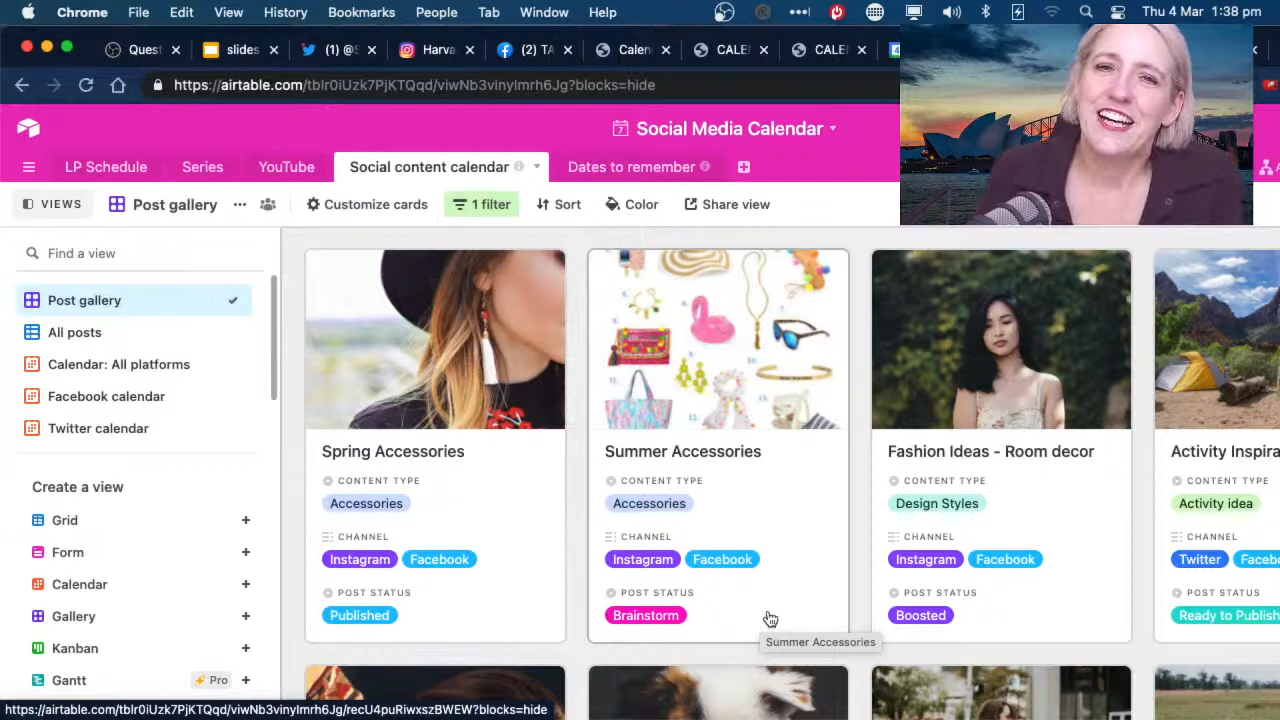 Chrome File Edit View History Bookmarks People Tab Window Help Thu 4 Mar 1:38 pm
Quest slides (1) @S Harva (2) TA Calen CALE CALE
https://airtable.com/tblr0iUzk7PjKTQqd/viwNb3vinylmrh6Jg?blocks=hide
Social Media Calendar
LP Schedule Series YouTube Social content calendar Dates to remember
VIEWS Post gallery Customize cards 1 filter Sort Color Share view
Find a view
Post gallery
All posts
Calendar: All platforms
Facebook calendar
Twitter calendar
Create a view
Grid
Form
Calendar
Gallery
Kanban
Gantt Pro
Spring Accessories
CONTENT TYPE
Accessories
CHANNEL
Instagram Facebook
POST STATUS
Published
Summer Accessories
CONTENT TYPE
Accessories
CHANNEL
Instagram Facebook
POST STATUS
Brainstorm
Summer Accessories
Fashion Ideas - Room decor
CONTENT TYPE
Design Styles
CHANNEL
Instagram Facebook
POST STATUS
Boosted
Activity Inspira
CONTENT TYPE
Activity idea
CHANNEL
Twitter Facebo
POST STATUS
Ready to Publish
https://airtable.com/tblr0iUzk7PjKTQqd/viwNb3vinylmrh6Jg/recU4puRiwxszBWEW?blocks=hide